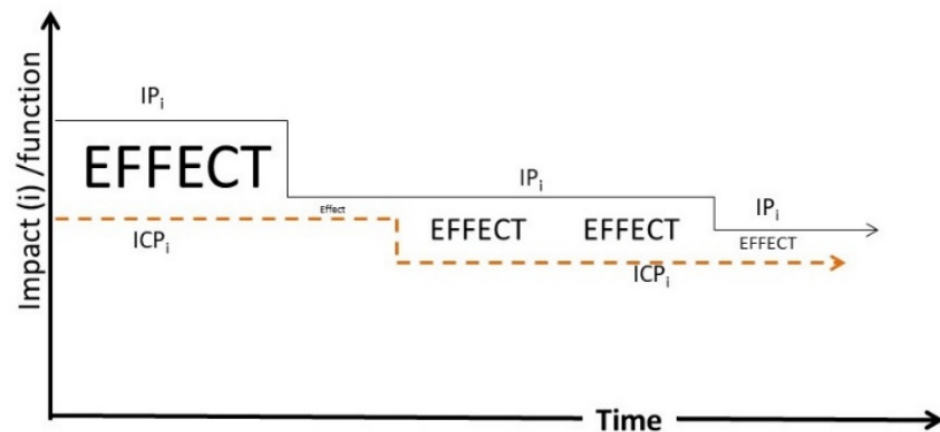 Impact (i) /function
IPᵢ
EFFECT
ICPᵢ
IPᵢ
Effect
EFFECT EFFECT
ICPᵢ
IPᵢ
EFFECT
Time